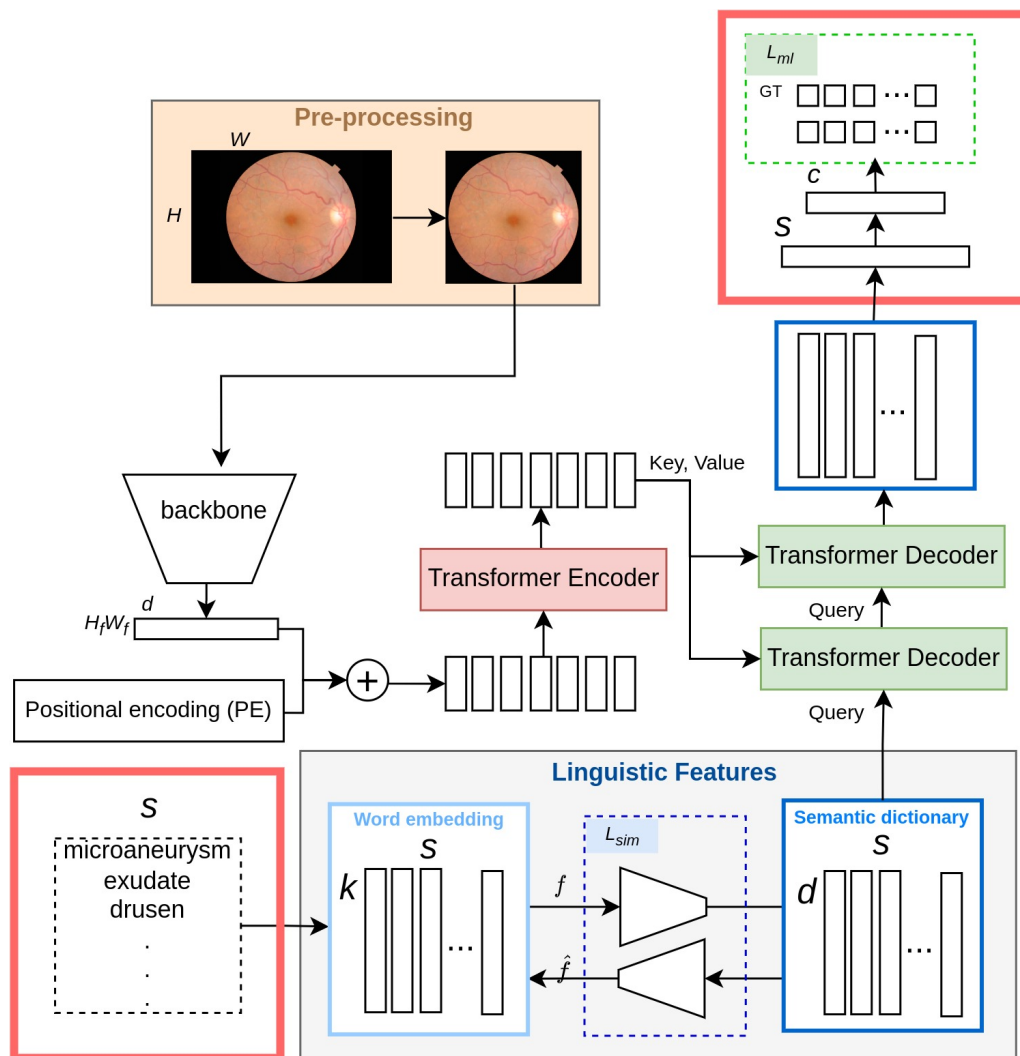 L_ml
GT
c
s
Pre-processing
W
H
backbone
d
H_fW_f
Positional encoding (PE)
+
Transformer Encoder
Key, Value
Transformer Decoder
Query
Transformer Decoder
Query
...
...
s
microaneurysm
exudate
drusen
.
.
.
Linguistic Features
Word embedding
s
k
...
f
f̂
L_sim
Semantic dictionary
s
d
...